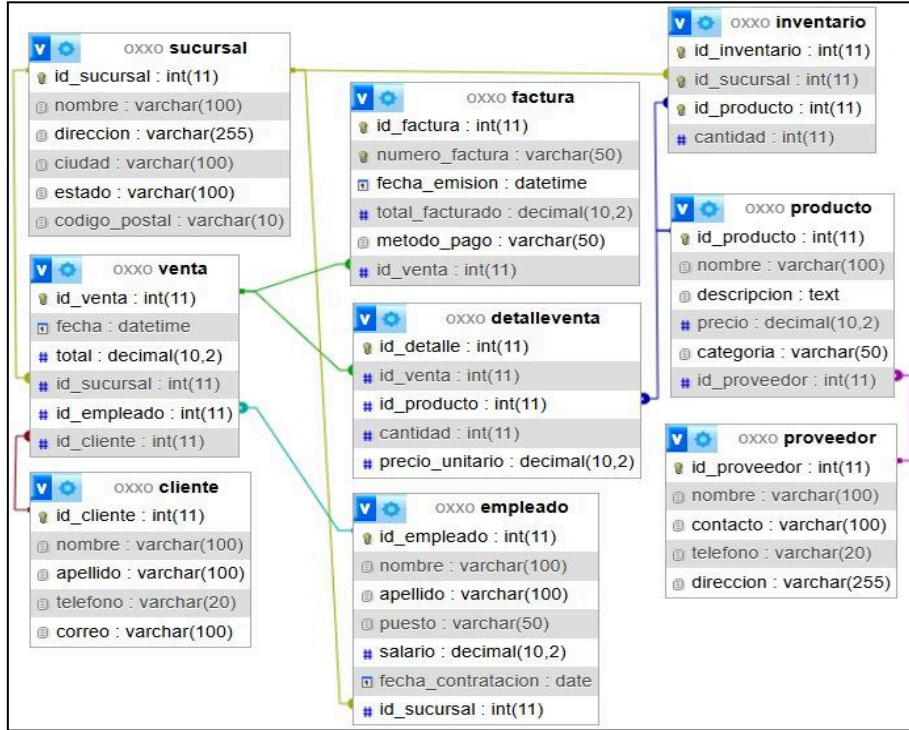 oxxo sucursal
id_sucursal : int(11)
nombre : varchar(100)
direccion : varchar(255)
ciudad : varchar(100)
estado : varchar(100)
codigo_postal : varchar(10)
oxxo venta
id_venta : int(11)
fecha : datetime
total : decimal(10,2)
id_sucursal : int(11)
id_empleado : int(11)
id_cliente : int(11)
oxxo cliente
id_cliente : int(11)
nombre : varchar(100)
apellido : varchar(100)
telefono : varchar(20)
correo : varchar(100)
oxxo factura
id_factura : int(11)
numero_factura : varchar(50)
fecha_emision : datetime
total_facturado : decimal(10,2)
metodo_pago : varchar(50)
id_venta : int(11)
oxxo detalleventa
id_detalle : int(11)
id_venta : int(11)
id_producto : int(11)
cantidad : int(11)
precio_unitario : decimal(10,2)
oxxo empleado
id_empleado : int(11)
nombre : varchar(100)
apellido : varchar(100)
puesto : varchar(50)
salario : decimal(10,2)
fecha_contratacion : date
id_sucursal : int(11)
oxxo inventario
id_inventario : int(11)
id_sucursal : int(11)
id_producto : int(11)
cantidad : int(11)
oxxo producto
id_producto : int(11)
nombre : varchar(100)
descripcion : text
precio : decimal(10,2)
categoria : varchar(50)
id_proveedor : int(11)
oxxo proveedor
id_proveedor : int(11)
nombre : varchar(100)
contacto : varchar(100)
telefono : varchar(20)
direccion : varchar(255)